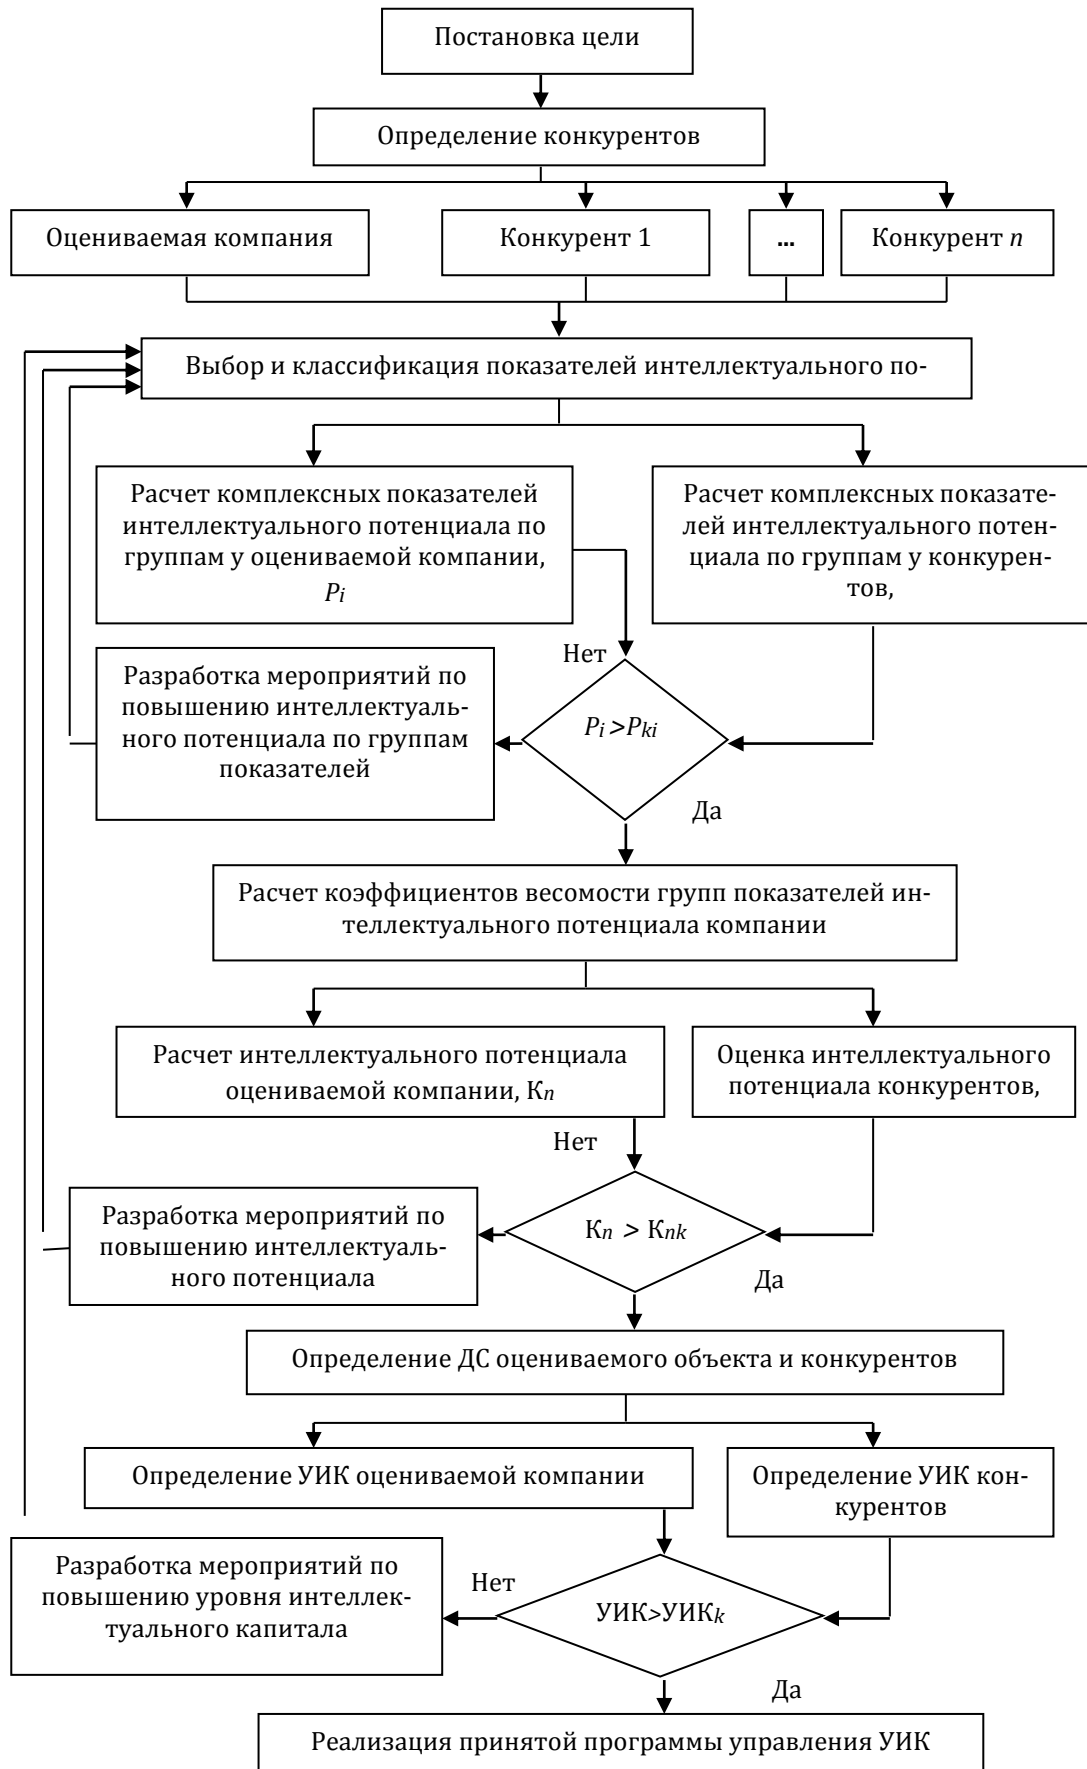 Постановка цели
Определение конкурентов
Оцениваемая компания
Конкурент 1
...
Конкурент n
Выбор и классификация показателей интеллектуального по-
Расчет комплексных показателей
интеллектуального потенциала по
группам у оцениваемой компании,
Pi
Расчет комплексных показате-
лей интеллектуального потен-
циала по группам у конкурен-
тов,
Нет
Разработка мероприятий по
повышению интеллектуаль-
ного потенциала по группам
показателей
Pi >Pki
Да
Расчет коэффициентов весомости групп показателей ин-
теллектуального потенциала компании
Расчет интеллектуального потенциала
оцениваемой компании, Кn
Оценка интеллектуального
потенциала конкурентов,
Нет
Разработка мероприятий по
повышению интеллектуаль-
ного потенциала
Кn > Кnk
Да
Определение ДС оцениваемого объекта и конкурентов
Определение УИК оцениваемой компании
Определение УИК кон-
курентов
Разработка мероприятий по
повышению уровня интеллек-
туального капитала
Нет
УИК>УИКk
Да
Реализация принятой программы управления УИК